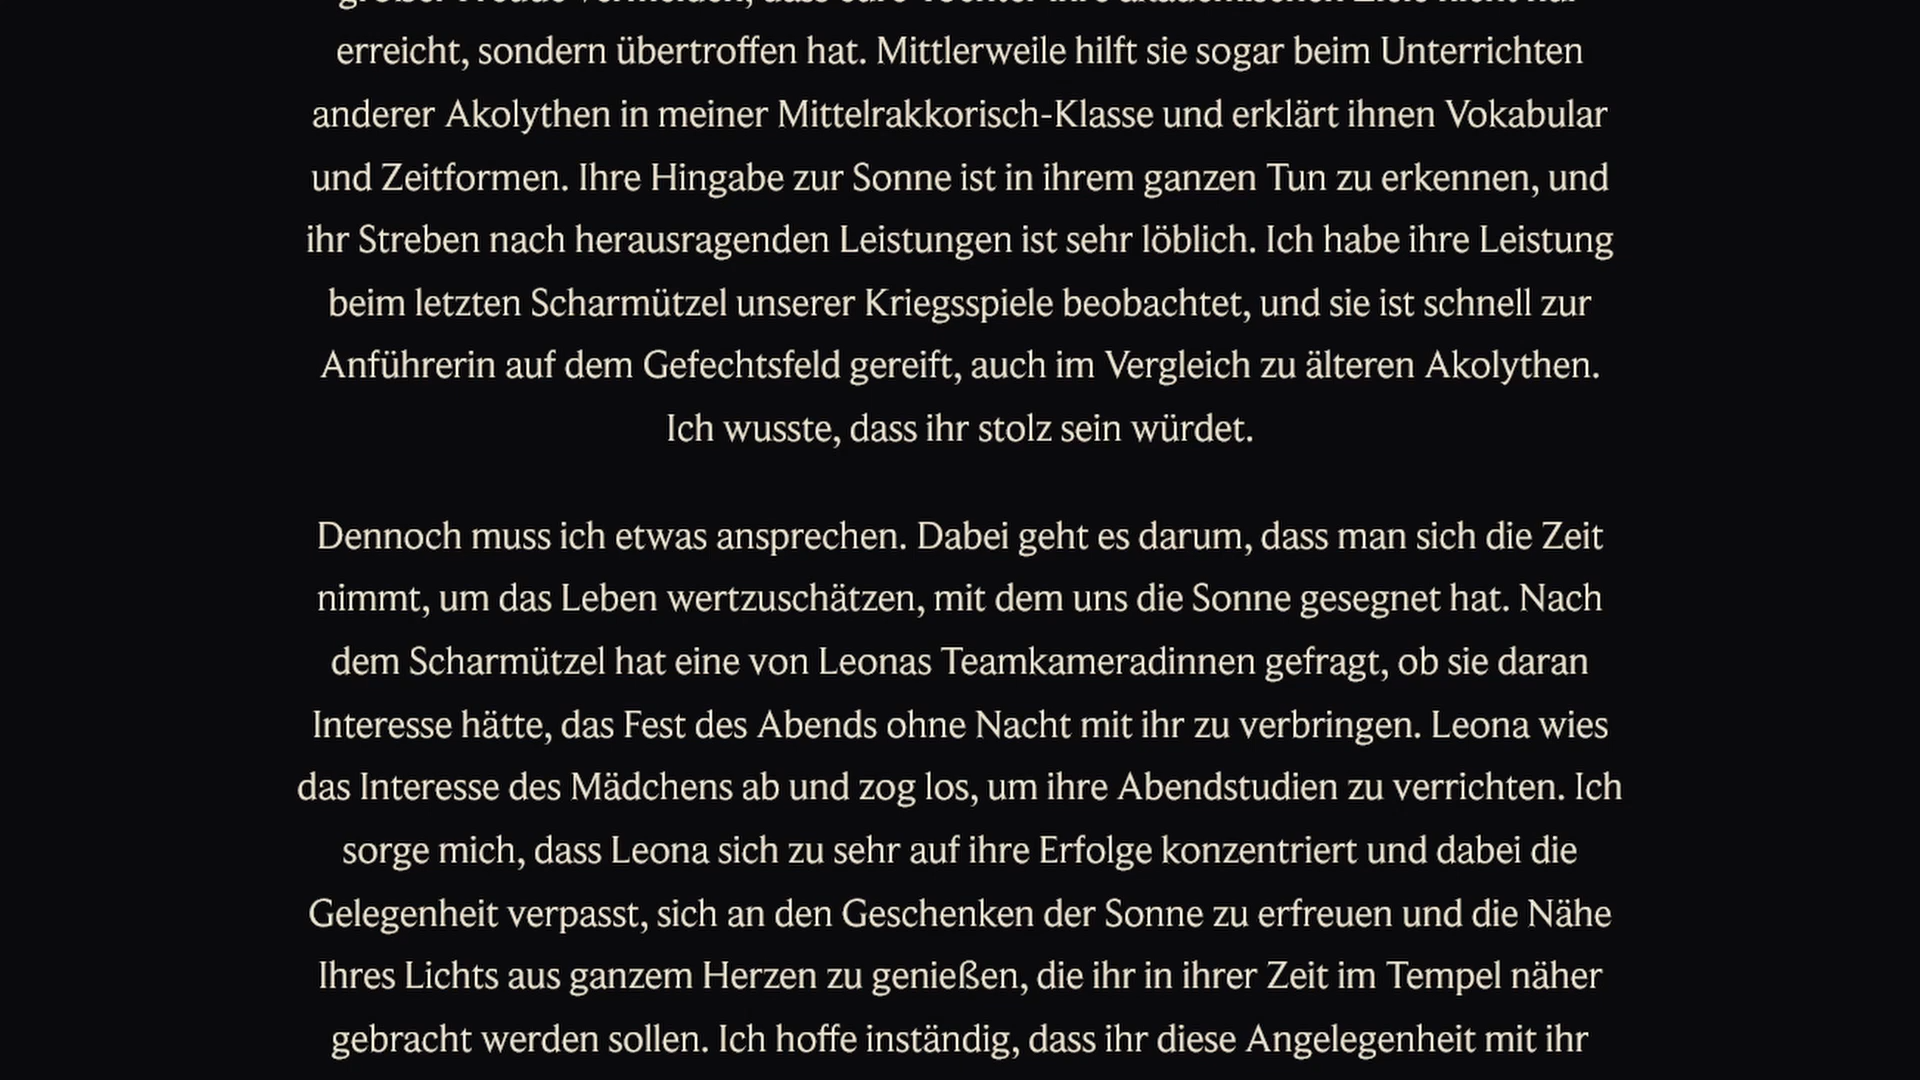 erreicht, sondern übertroffen hat. Mittlerweile hilft sie sogar beim Unterrichten
anderer Akolythen in meiner Mittelrakkorisch-Klasse und erklärt ihnen Vokabular
und Zeitformen. Ihre Hingabe zur Sonne ist in ihrem ganzen Tun zu erkennen, und
ihr Streben nach herausragenden Leistungen ist sehr löblich. Ich habe ihre Leistung
beim letzten Scharmützel unserer Kriegsspiele beobachtet, und sie ist schnell zur
Anführerin auf dem Gefechtsfeld gereift, auch im Vergleich zu älteren Akolythen.
Ich wusste, dass ihr stolz sein würdet.
Dennoch muss ich etwas ansprechen. Dabei geht es darum, dass man sich die Zeit
nimmt, um das Leben wertzuschätzen, mit dem uns die Sonne gesegnet hat. Nach
dem Scharmützel hat eine von Leonas Teamkameradinnen gefragt, ob sie daran
Interesse hätte, das Fest des Abends ohne Nacht mit ihr zu verbringen. Leona wies
das Interesse des Mädchens ab und zog los, um ihre Abendstudien zu verrichten. Ich
sorge mich, dass Leona sich zu sehr auf ihre Erfolge konzentriert und dabei die
Gelegenheit verpasst, sich an den Geschenken der Sonne zu erfreuen und die Nähe
Ihres Lichts aus ganzem Herzen zu genießen, die ihr in ihrer Zeit im Tempel näher
gebracht werden sollen. Ich hoffe inständig, dass ihr diese Angelegenheit mit ihr